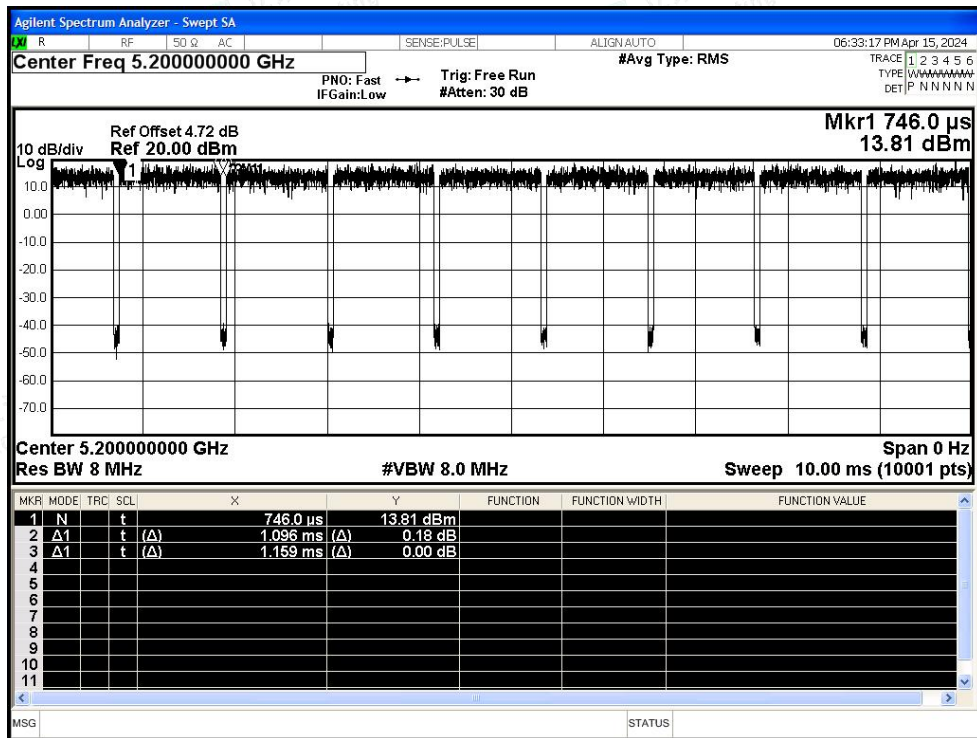 Agilent Spectrum Analyzer - Swept SA
LXI R RF 50 Ω AC SENSE:PULSE ALIGN AUTO 06:33:17 PM Apr 15, 2024
Center Freq 5.200000000 GHz #Avg Type: RMS TRACE 1 2 3 4 5 6
PNO: Fast Trig: Free Run TYPE WWWWWW
IFGain:Low #Atten: 30 dB DET P N N N N N
Mkr1 746.0 µs
Ref Offset 4.72 dB
10 dB/div Ref 20.00 dBm 13.81 dBm
Log
1
10.0
0.00
-10.0
-20.0
-30.0
-40.0
-50.0
-60.0
-70.0
Center 5.200000000 GHz Span 0 Hz
Res BW 8 MHz #VBW 8.0 MHz Sweep 10.00 ms (10001 pts)
MKR MODE TRC SCL X Y FUNCTION FUNCTION WIDTH FUNCTION VALUE
1 N t 746.0 µs 13.81 dBm
2 Δ1 t (Δ) 1.096 ms (Δ) 0.18 dB
3 Δ1 t (Δ) 1.159 ms (Δ) 0.00 dB
4
5
6
7
8
9
10
11
MSG STATUS